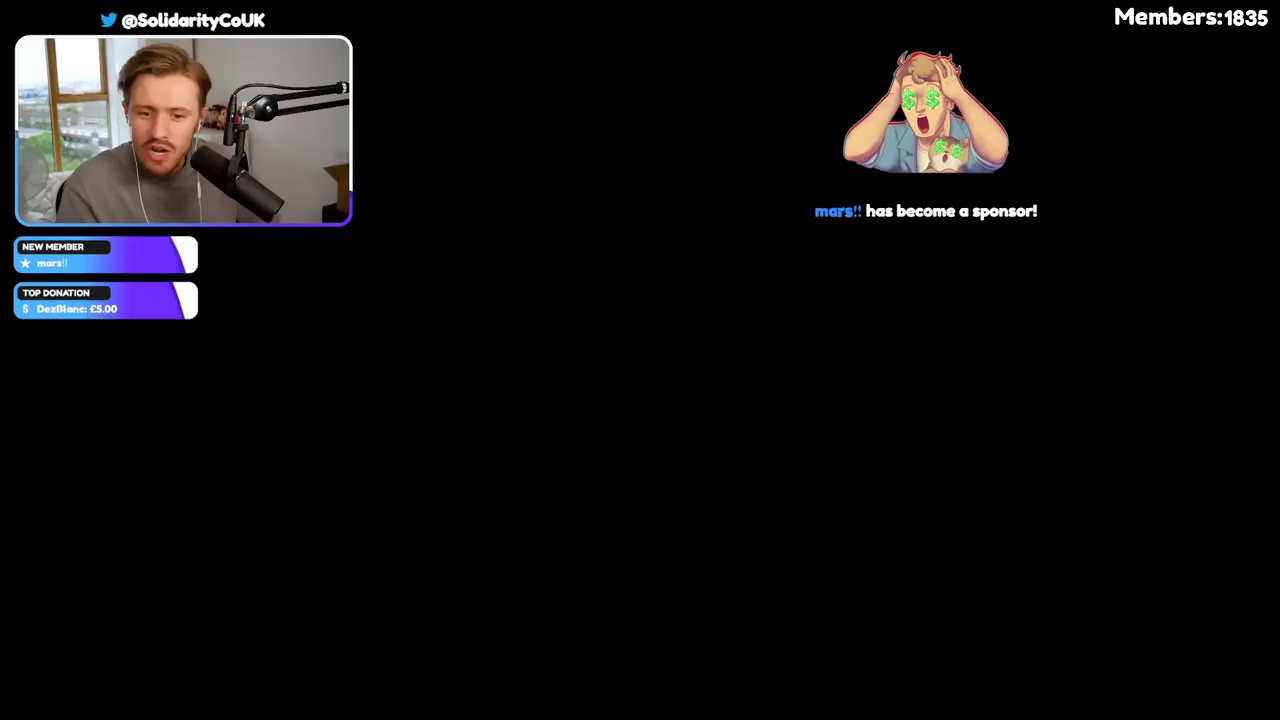 @SolidarityCoUK
Members:1835
mars!! has become a sponsor!
NEW MEMBER
mars!!
TOP DONATION
$ DezBlanc: £5.00